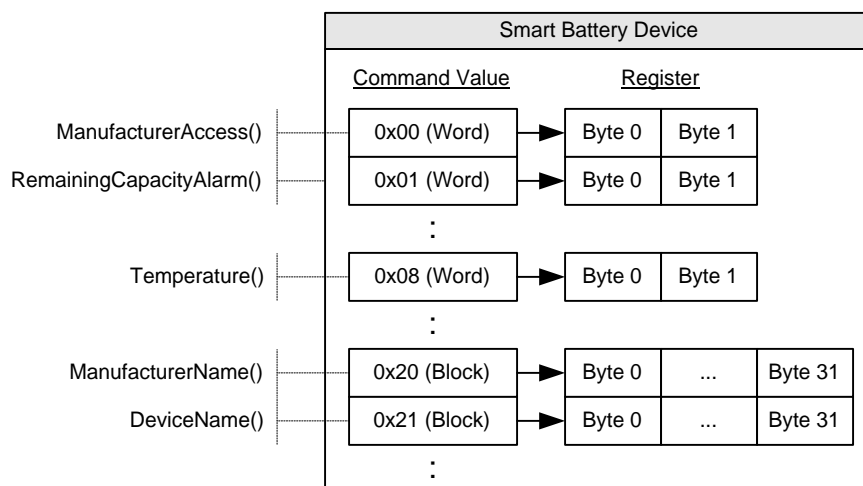 Smart Battery Device
Command Value Register
ManufacturerAccess() 0x00 (Word) Byte 0 Byte 1
RemainingCapacityAlarm() 0x01 (Word) Byte 0 Byte 1
:
Temperature() 0x08 (Word) Byte 0 Byte 1
:
ManufacturerName() 0x20 (Block) Byte 0 ... Byte 31
DeviceName() 0x21 (Block) Byte 0 ... Byte 31
: